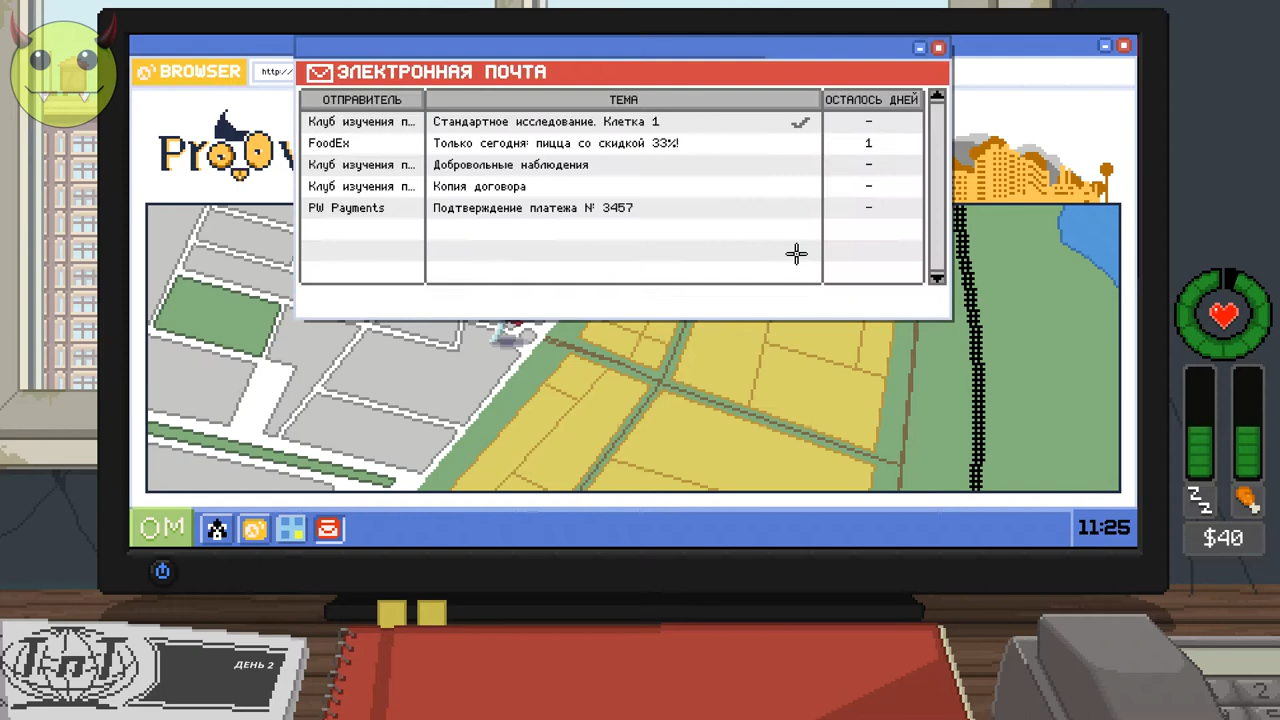 BROWSER
http://
ЭЛЕКТРОННАЯ ПОЧТА
ОТПРАВИТЕЛЬ ТЕМА ОСТАЛОСЬ ДНЕЙ
Клуб изучения п... Стандартное исследование. Клетка 1 -
FoodEx Только сегодня: пицца со скидкой 33%! 1
Клуб изучения п... Добровольные наблюдения -
Клуб изучения п... Копия договора -
PW Payments Подтверждение платежа № 3457 -
OM
11:25
$40
ДЕНЬ 2